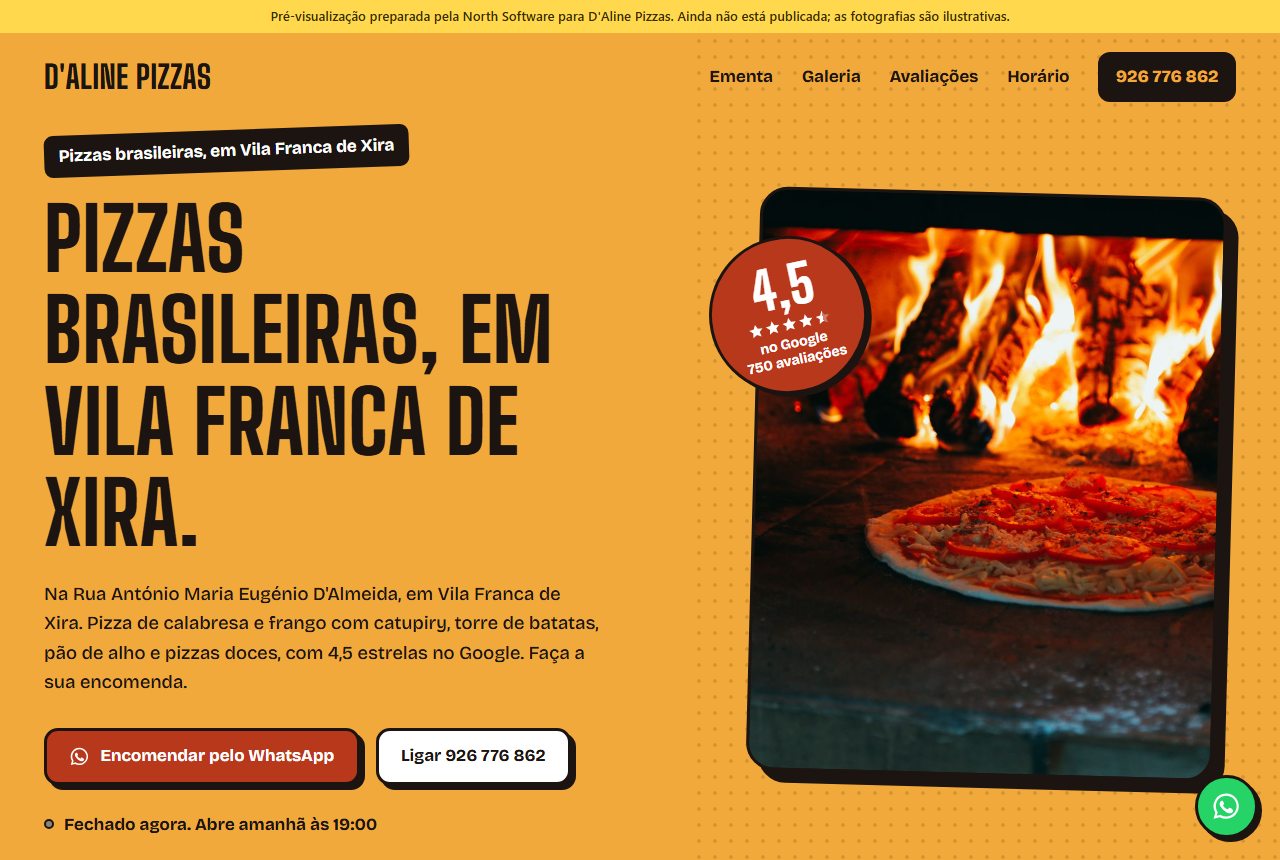 Pré-visualização preparada pela North Software para D'Aline Pizzas. Ainda não está publicada; as fotografias são ilustrativas.
D'ALINE PIZZAS
Ementa
Galeria
Avaliações
Horário
926 776 862
Pizzas brasileiras, em Vila Franca de Xira
PIZZAS
BRASILEIRAS, EM
VILA FRANCA DE
XIRA.
4,5
no Google
750 avaliações
Na Rua António Maria Eugénio D'Almeida, em Vila Franca de
Xira. Pizza de calabresa e frango com catupiry, torre de batatas,
pão de alho e pizzas doces, com 4,5 estrelas no Google. Faça a
sua encomenda.
Encomendar pelo WhatsApp
Ligar 926 776 862
Fechado agora. Abre amanhã às 19:00